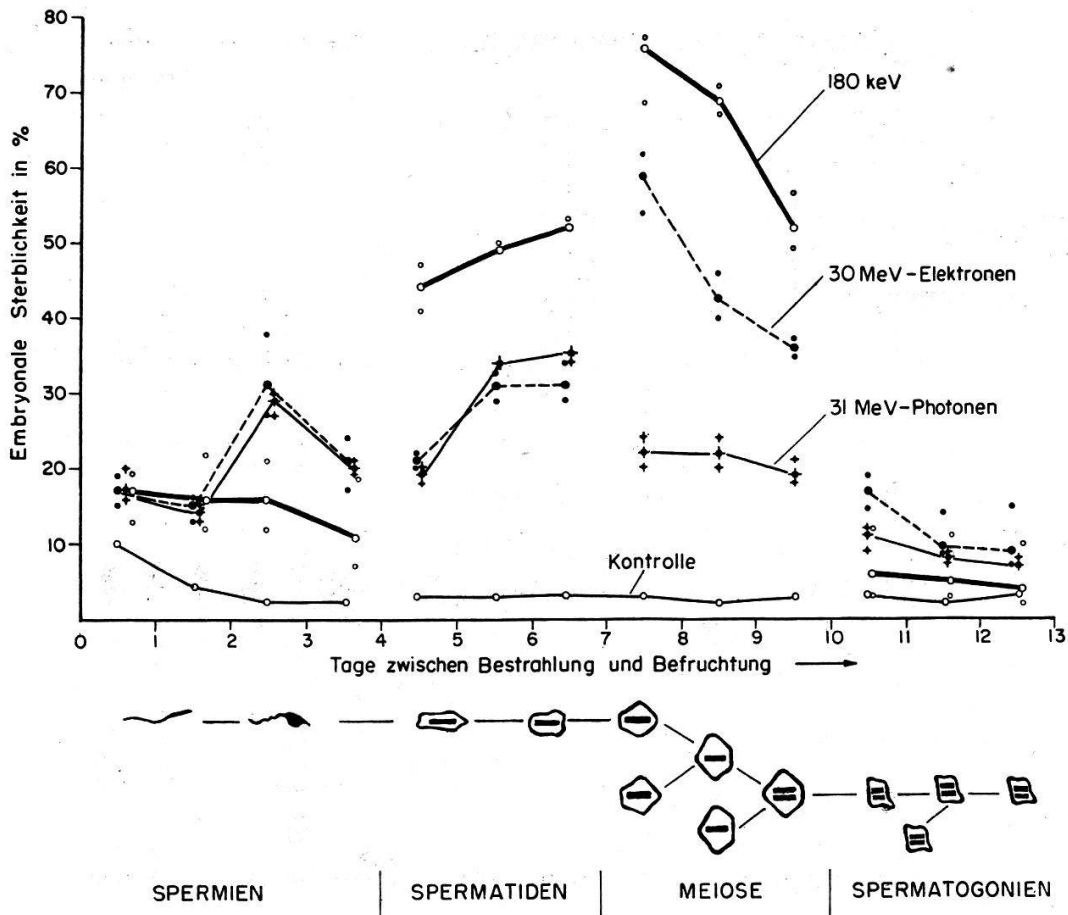 80
70
60
50
40
30
20
10
Embryonale Sterblichkeit in %
180 keV
30 MeV-Elektronen
31 MeV-Photonen
Kontrolle
0 1 2 3 4 5 6 7 8 9 10 11 12 13
Tage zwischen Bestrahlung und Befruchtung
SPERMIEN SPERMATIDEN MEIOSE SPERMATOGONIEN